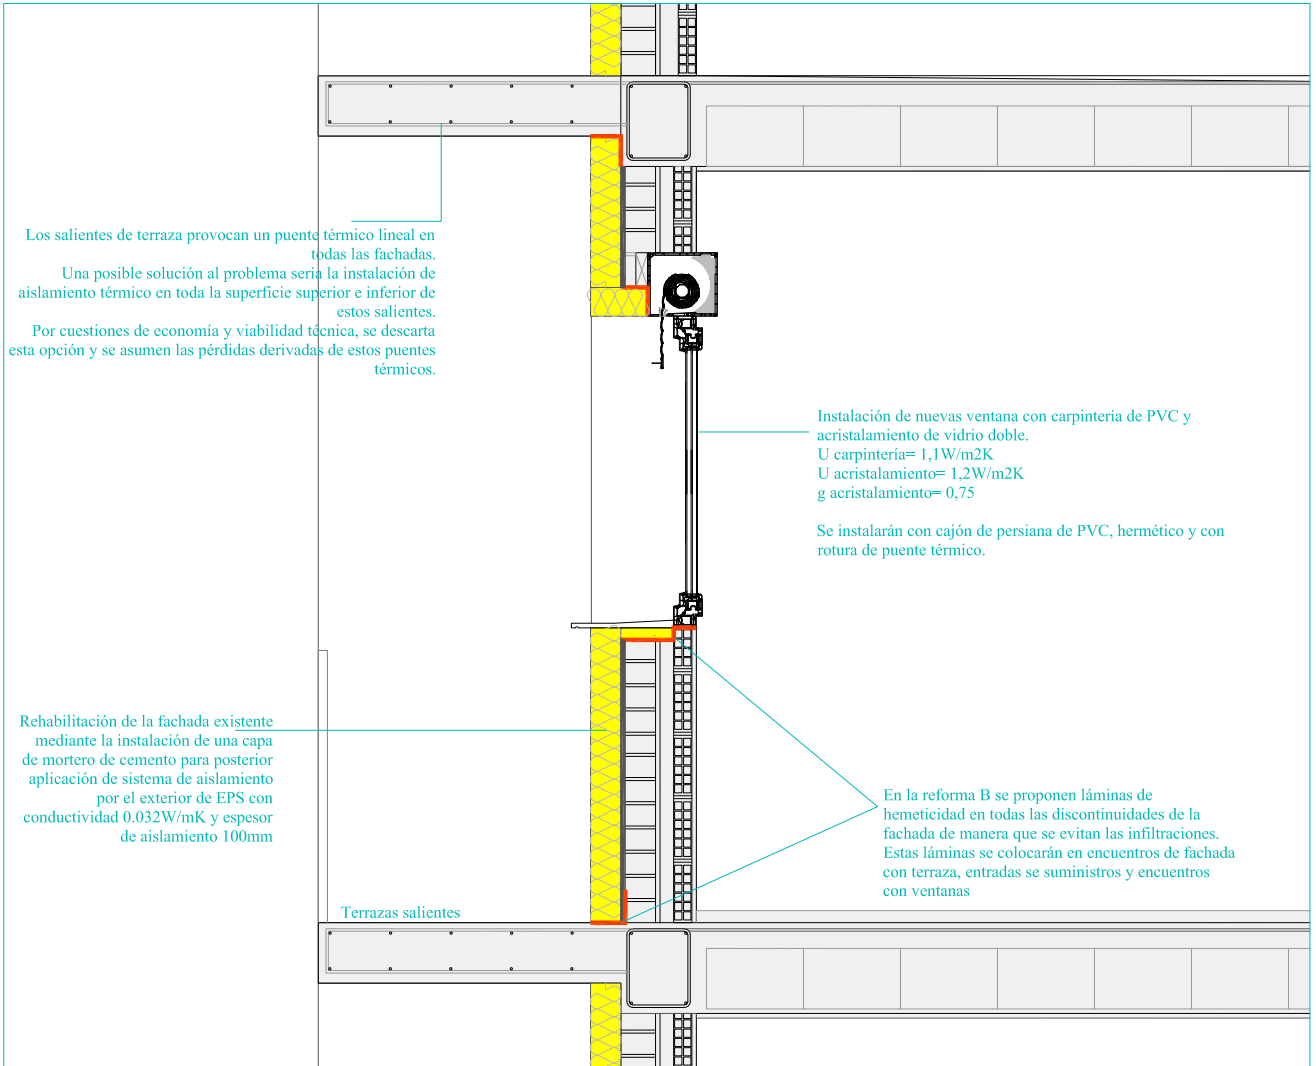 Los salientes de terraza provocan un puente térmico lineal en
todas las fachadas.
Una posible solución al problema sería la instalación de
aislamiento térmico en toda la superficie superior e inferior de
estos salientes.
Por cuestiones de economía y viabilidad técnica, se descarta
esta opción y se asumen las pérdidas derivadas de estos puentes
térmicos.
Instalación de nuevas ventana con carpintería de PVC y
acristalamiento de vidrio doble.
U carpintería= 1,1W/m2K
U acristalamiento= 1,2W/m2K
g acristalamiento= 0,75
Se instalarán con cajón de persiana de PVC, hermético y con
rotura de puente térmico.
Rehabilitación de la fachada existente
mediante la instalación de una capa
de mortero de cemento para posterior
aplicación de sistema de aislamiento
por el exterior de EPS con
conductividad 0.032W/mK y espesor
de aislamiento 100mm
En la reforma B se proponen láminas de
hemeticidad en todas las discontinuidades de la
fachada de manera que se evitan las infiltraciones.
Estas láminas se colocarán en encuentros de fachada
con terraza, entradas se suministros y encuentros
con ventanas
Terrazas salientes